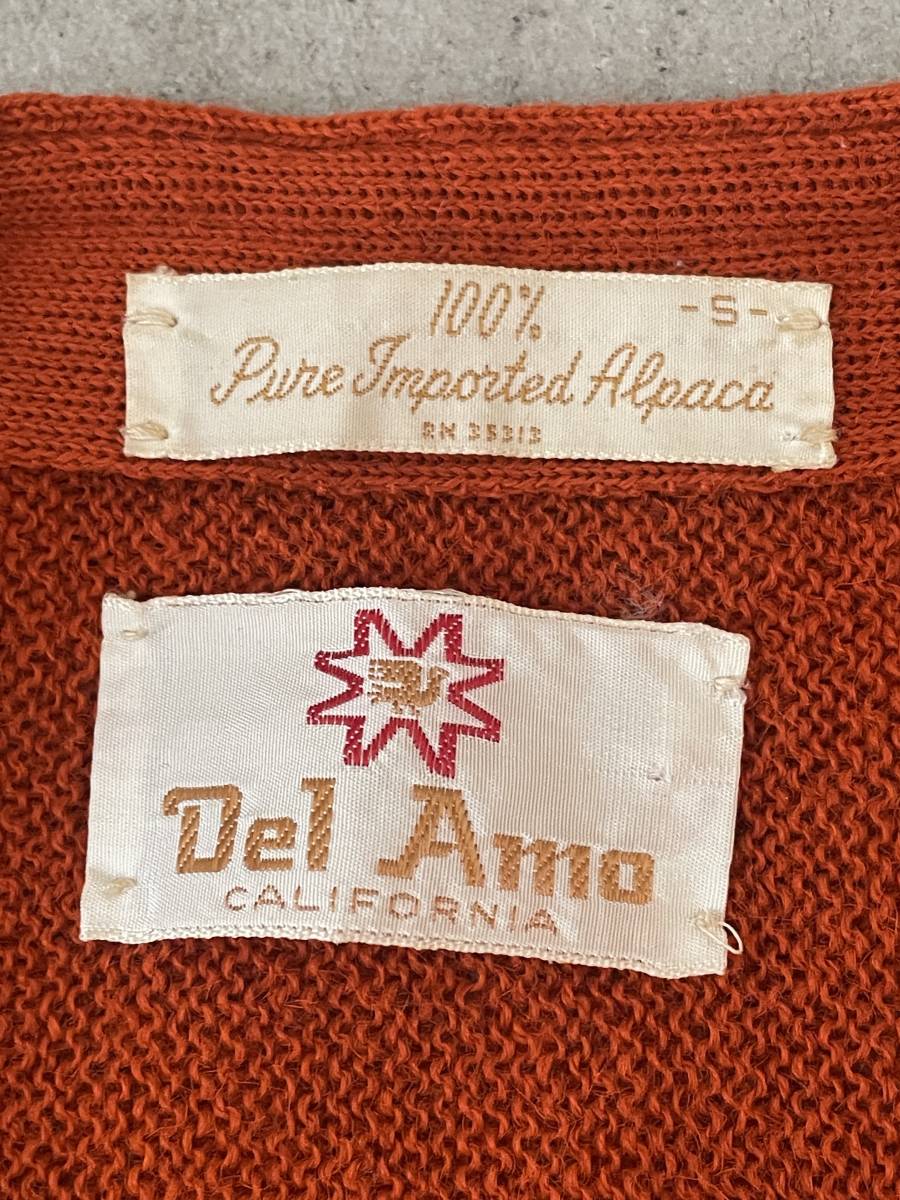 100% -S-
Pure Imported Alpaca
RN 35313
Del Amo
CALIFORNIA